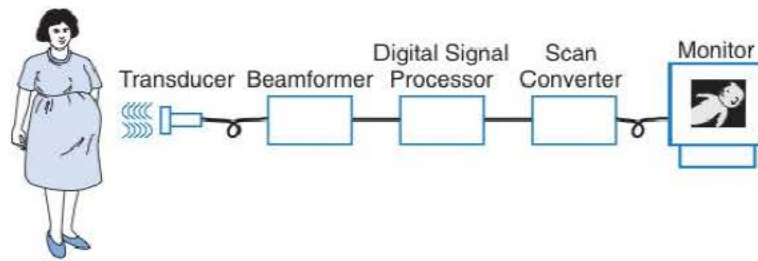 Transducer
Beamformer
Digital Signal
Processor
Scan
Converter
Monitor